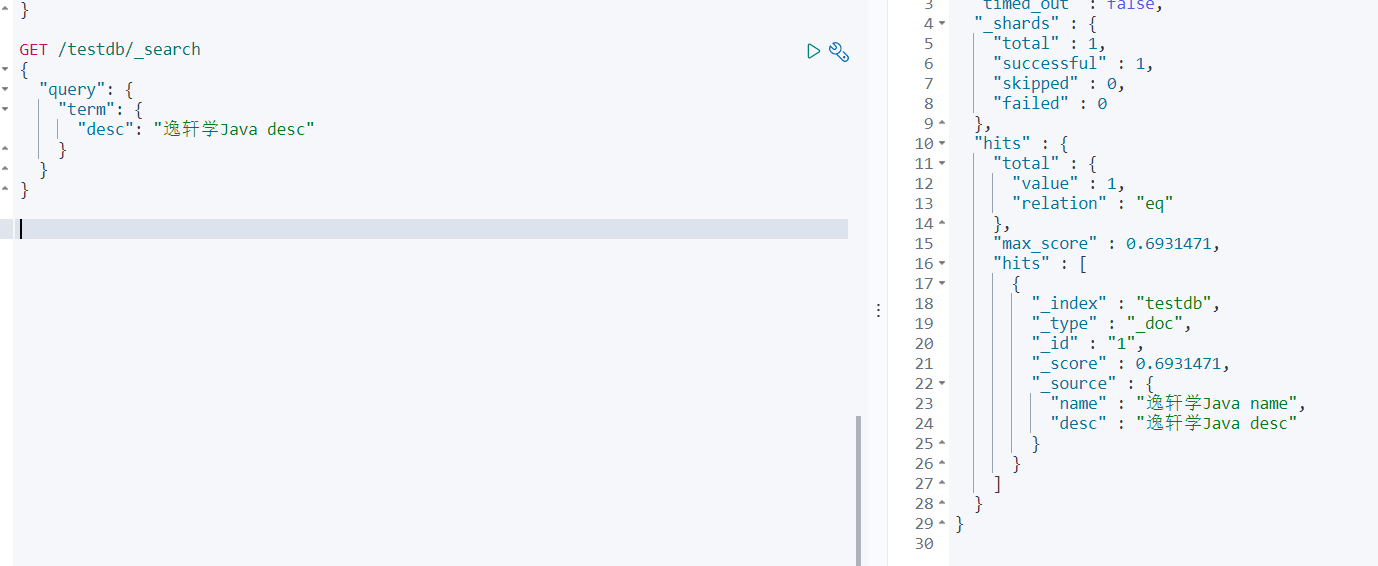 }
GET /testdb/_search
{
"query": {
"term": {
"desc": "逸轩学Java desc"
}
}
}
3 "timed_out" : false,
4 "_shards" : {
5 "total" : 1,
6 "successful" : 1,
7 "skipped" : 0,
8 "failed" : 0
9 },
10 "hits" : {
11 "total" : {
12 "value" : 1,
13 "relation" : "eq"
14 },
15 "max_score" : 0.6931471,
16 "hits" : [
17 {
18 "_index" : "testdb",
19 "_type" : "_doc",
20 "_id" : "1",
21 "_score" : 0.6931471,
22 "_source" : {
23 "name" : "逸轩学Java name",
24 "desc" : "逸轩学Java desc"
25 }
26 }
27 ]
28 }
29 }
30